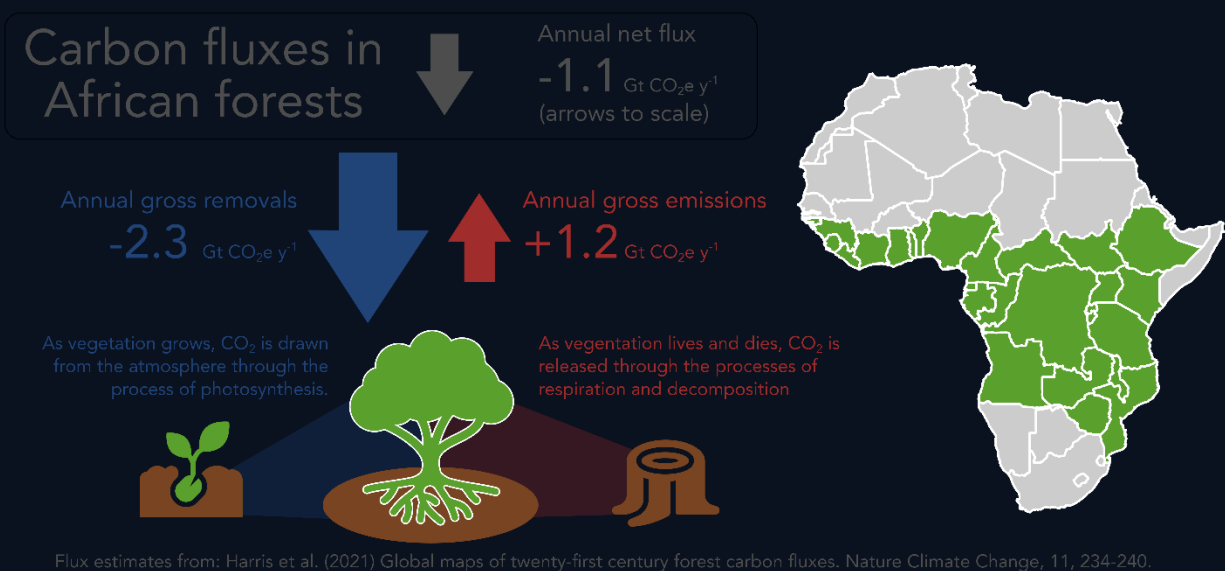 Carbon fluxes in
African forests
Annual net flux
-1.1 Gt CO₂e y⁻¹
(arrows to scale)
Annual gross removals
-2.3 Gt CO₂e y⁻¹
Annual gross emissions
+1.2 Gt CO₂e y⁻¹
As vegetation grows, CO₂ is drawn
from the atmosphere through the
process of photosynthesis.
As vegentation lives and dies, CO₂ is
released through the processes of
respiration and decomposition
Flux estimates from: Harris et al. (2021) Global maps of twenty-first century forest carbon fluxes. Nature Climate Change, 11, 234-240.